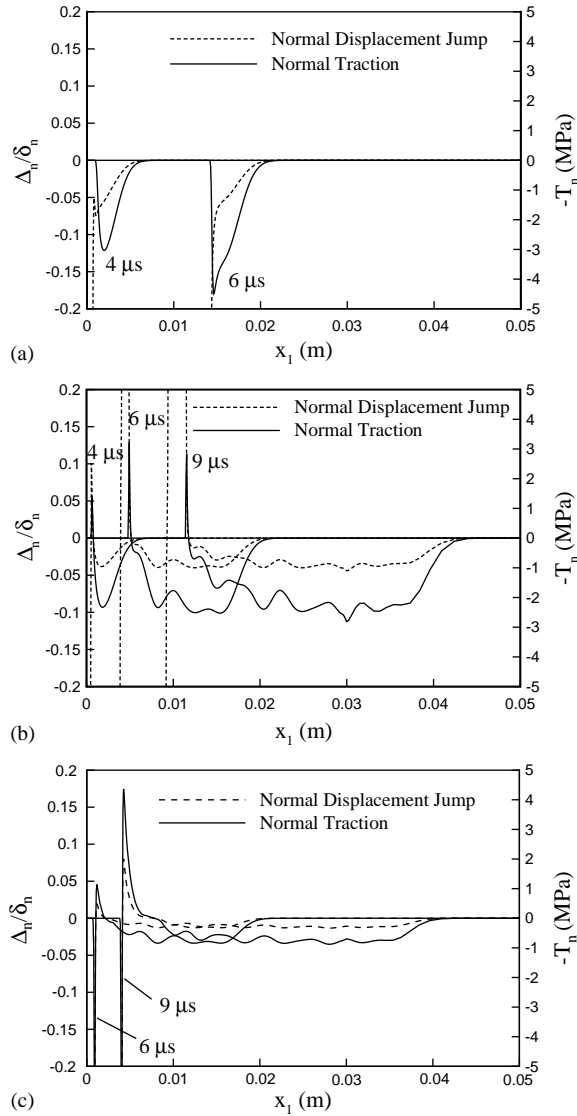 0.2
0.15
0.1
0.05
0
-0.05
-0.1
-0.15
-0.2
Δn/δn
5
4
3
2
1
0
-1
-2
-3
-4
-5
-Tn (MPa)
Normal Displacement Jump
Normal Traction
4 μs
6 μs
0 0.01 0.02 0.03 0.04 0.05
(a)
x1 (m)
0.2
0.15
0.1
0.05
0
-0.05
-0.1
-0.15
-0.2
Δn/δn
5
4
3
2
1
0
-1
-2
-3
-4
-5
-Tn (MPa)
Normal Displacement Jump
Normal Traction
4 μs
6 μs
9 μs
0 0.01 0.02 0.03 0.04 0.05
(b)
x1 (m)
0.2
0.15
0.1
0.05
0
-0.05
-0.1
-0.15
-0.2
Δn/δn
5
4
3
2
1
0
-1
-2
-3
-4
-5
-Tn (MPa)
Normal Displacement Jump
Normal Traction
9 μs
6 μs
0 0.01 0.02 0.03 0.04 0.05
(c)
x1 (m)